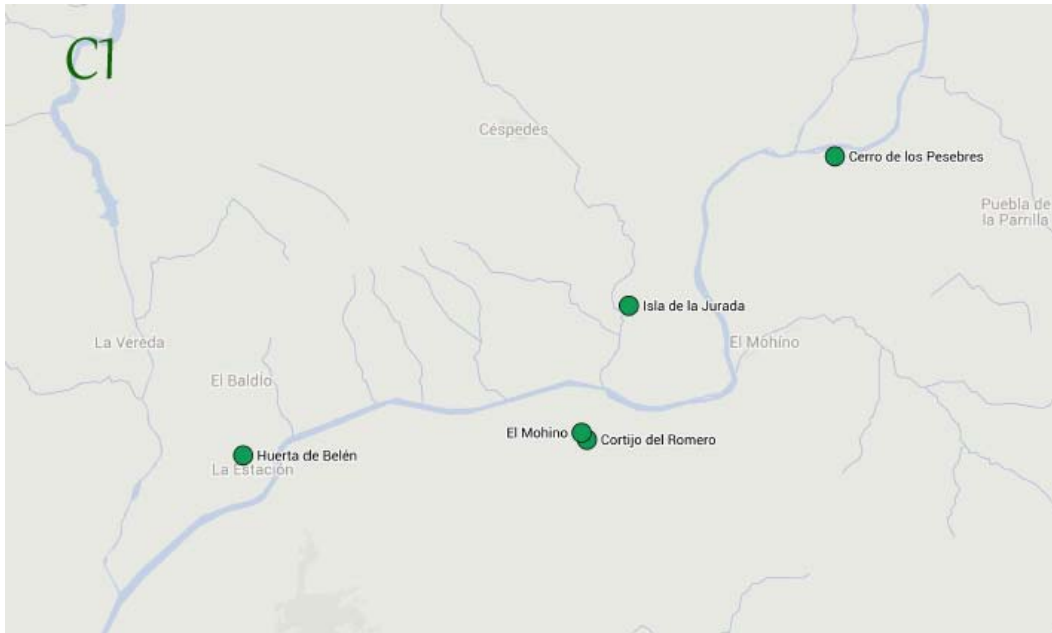 C1
Céspedes
Cerro de los Pesebres
Puebla de
la Parrilla
Isla de la Jurada
La Vereda
El Mohíno
El Baldío
El Mohino
Cortijo del Romero
Huerta de Belén
La Estación